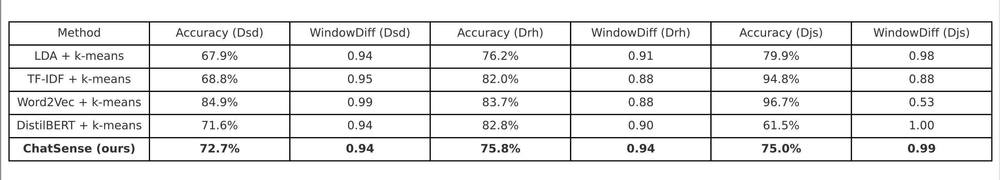 Method Accuracy (Dsd) WindowDiff (Dsd) Accuracy (Drh) WindowDiff (Drh) Accuracy (Djs) WindowDiff (Djs)
LDA + k-means 67.9% 0.94 76.2% 0.91 79.9% 0.98
TF-IDF + k-means 68.8% 0.95 82.0% 0.88 94.8% 0.88
Word2Vec + k-means 84.9% 0.99 83.7% 0.88 96.7% 0.53
DistilBERT + k-means 71.6% 0.94 82.8% 0.90 61.5% 1.00
ChatSense (ours) 72.7% 0.94 75.8% 0.94 75.0% 0.99